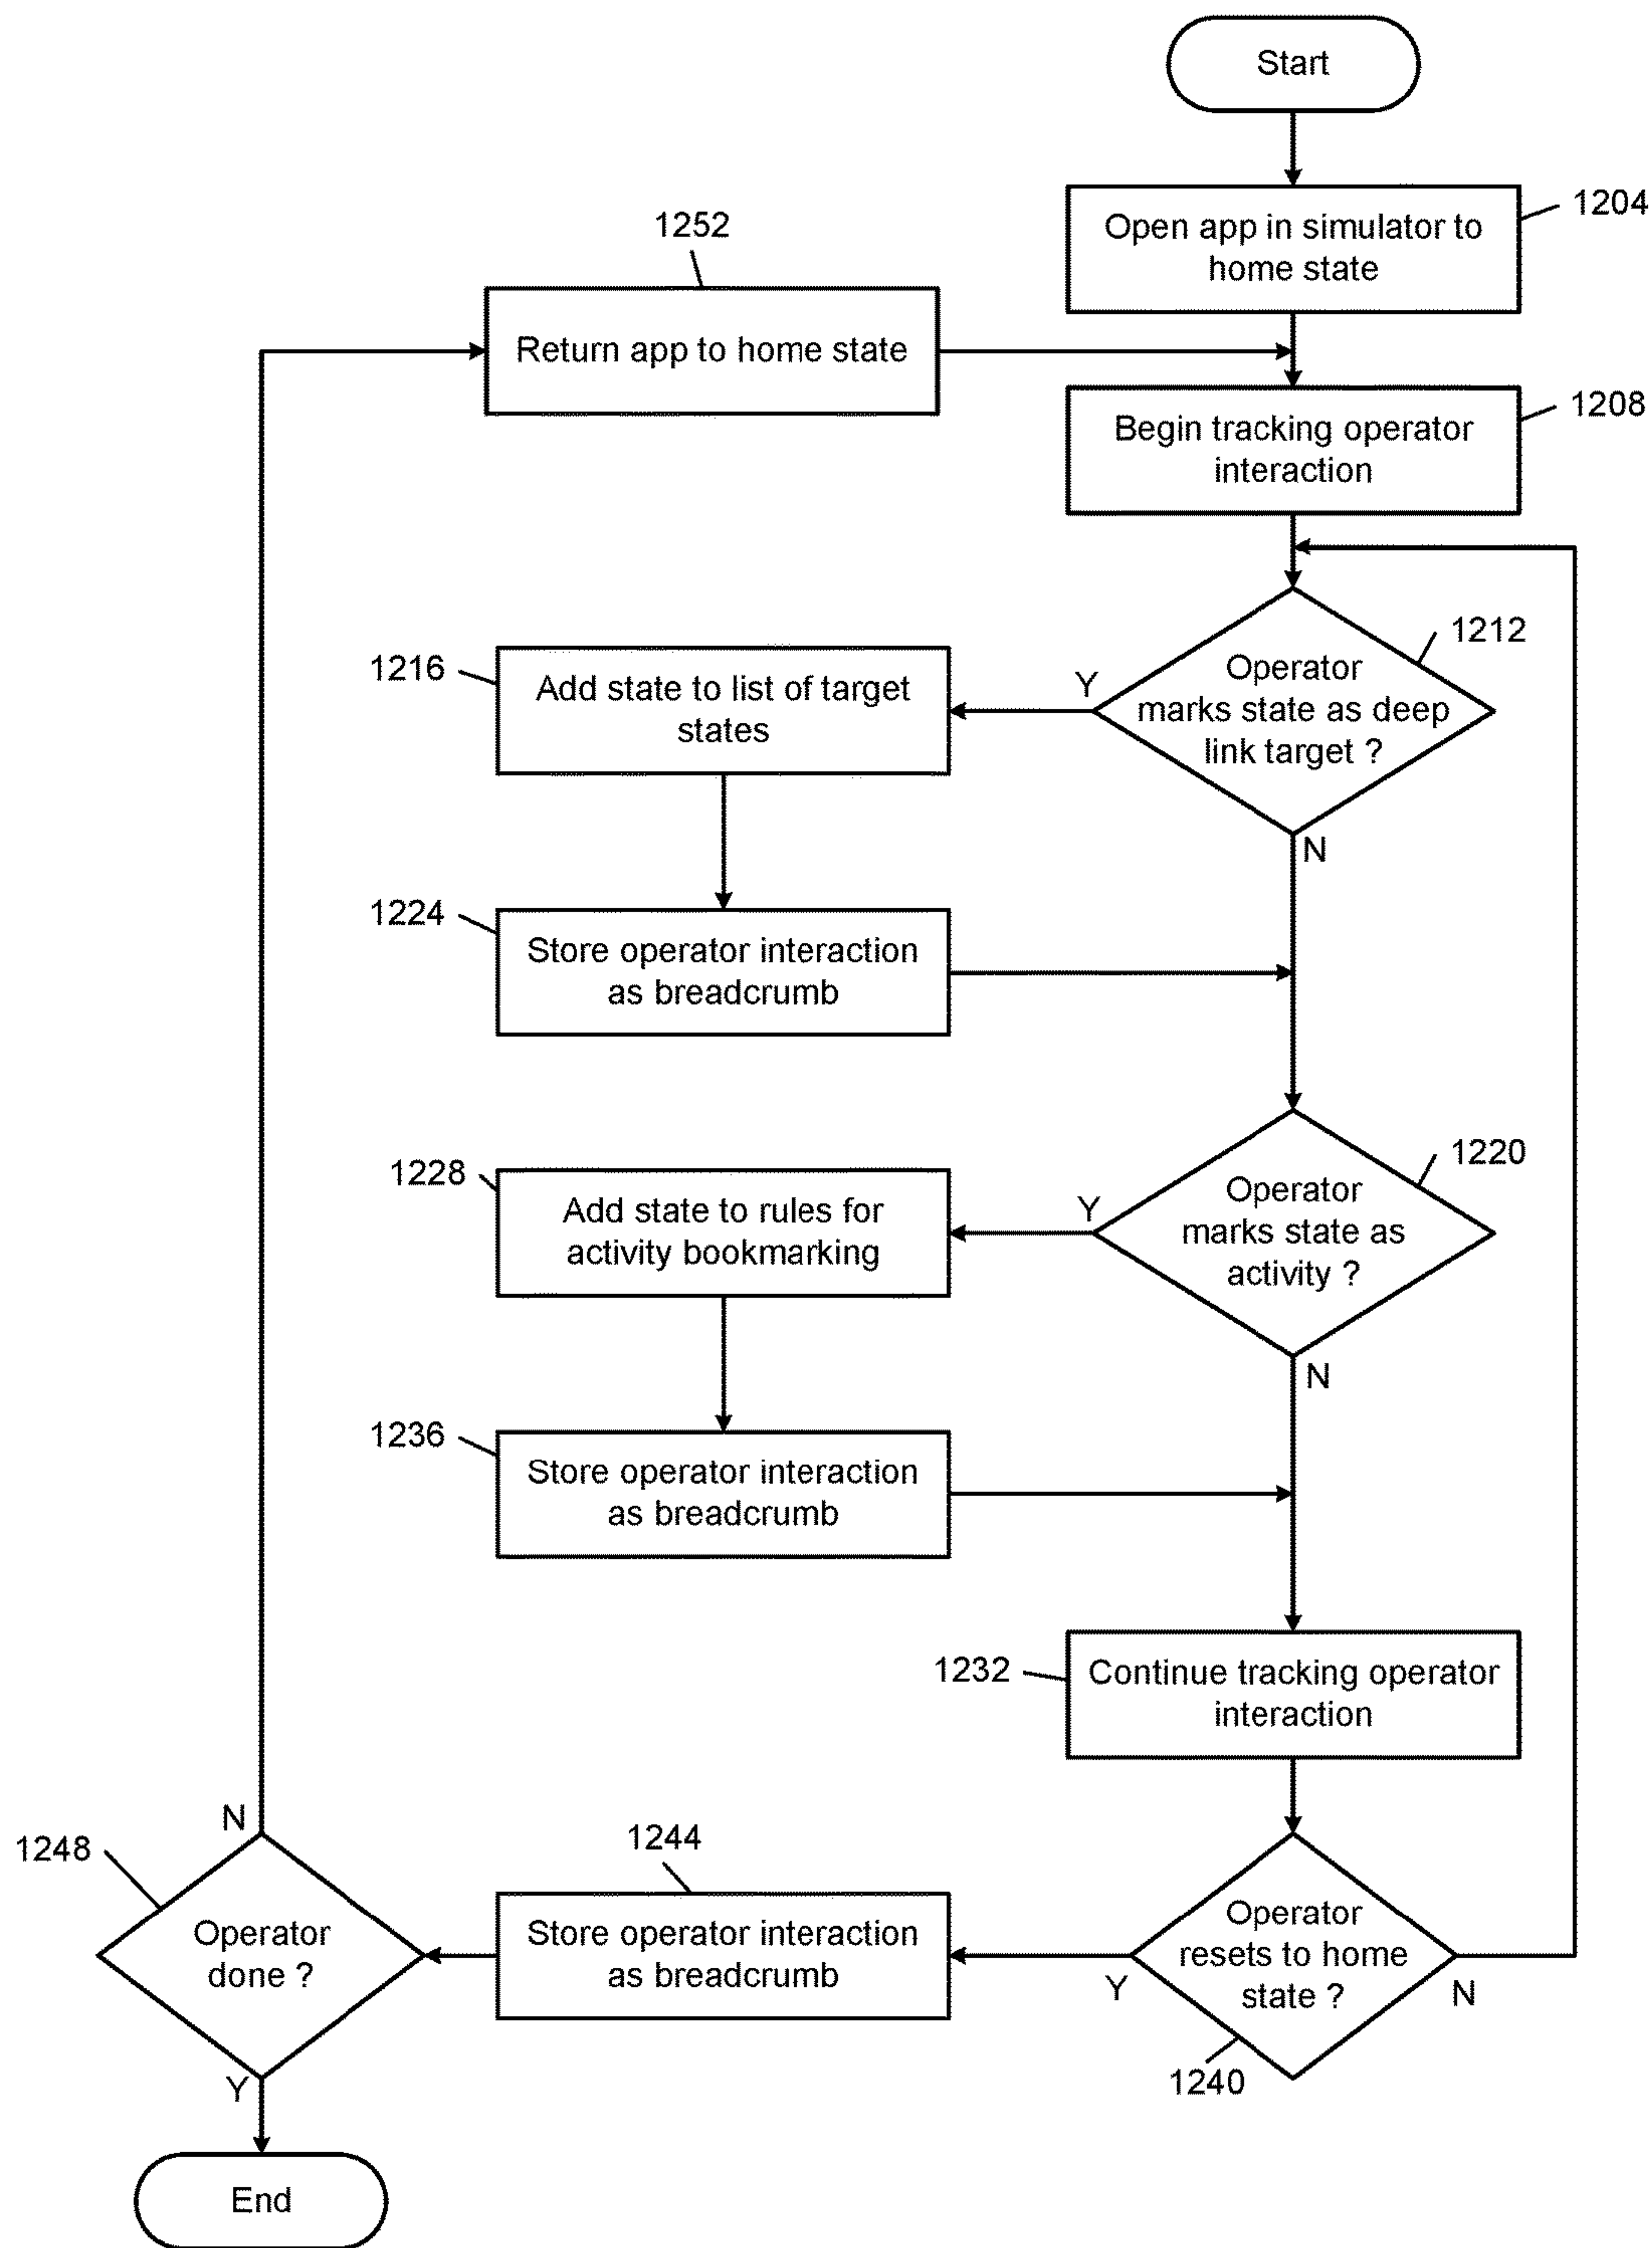 Start
1204
Open app in simulator to
home state
1252
Return app to home state
1208
Begin tracking operator
interaction
1212
Operator
marks state as deep
link target ?
Y
N
1216
Add state to list of target
states
1224
Store operator interaction
as breadcrumb
1220
Operator
marks state as
activity ?
Y
N
1228
Add state to rules for
activity bookmarking
1236
Store operator interaction
as breadcrumb
1232
Continue tracking operator
interaction
Operator
resets to home
state ?
Y
N
1240
1244
Store operator interaction
as breadcrumb
N
1248
Operator
done ?
Y
End